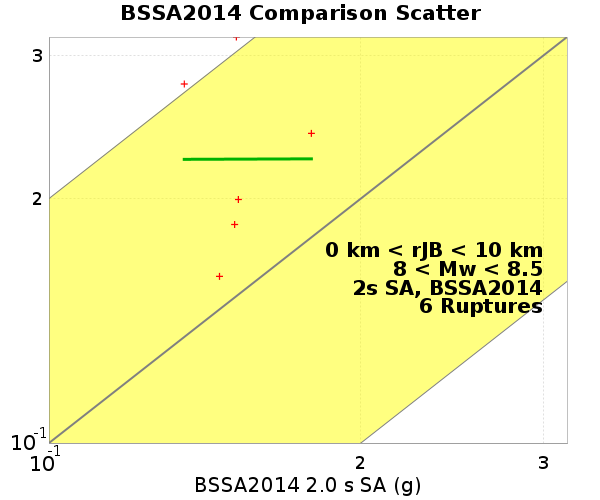 BSSA2014 Comparison Scatter
3
2
0 km < rJB < 10 km
8 < Mw < 8.5
2s SA, BSSA2014
6 Ruptures
10-1
10-1 2 3
BSSA2014 2.0 s SA (g)